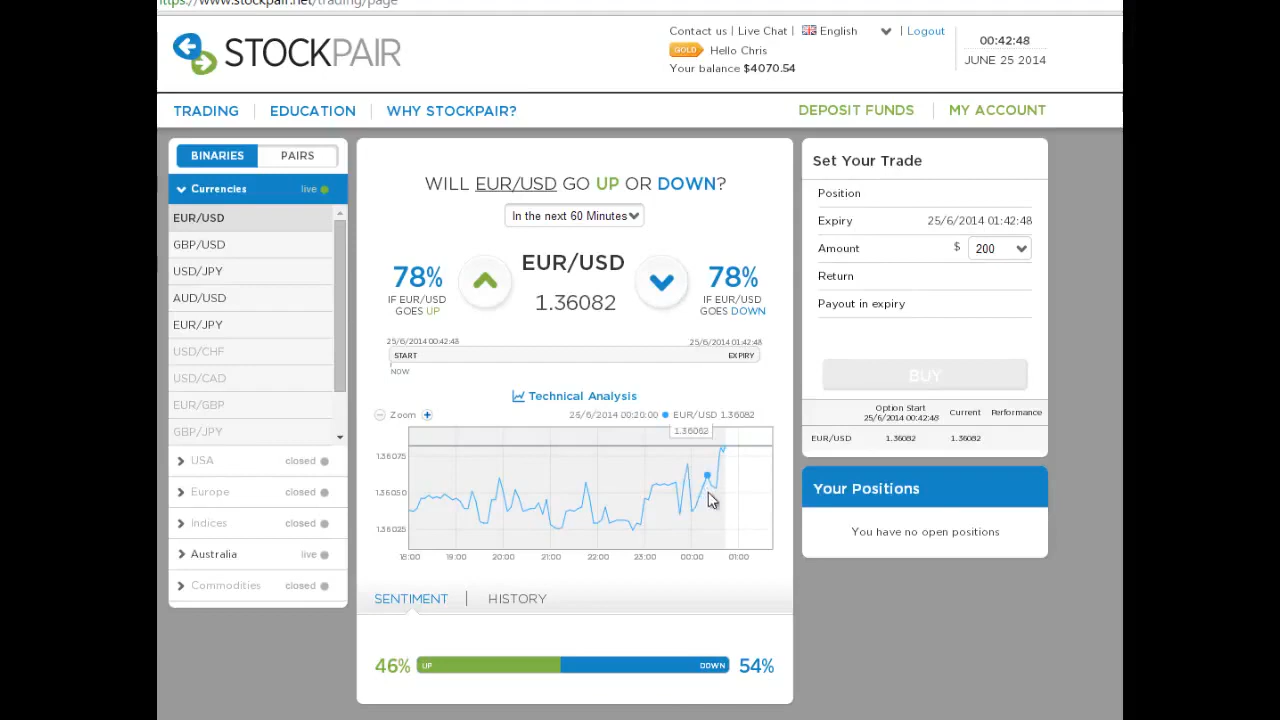 https://www.stockpair.net/trading/page
STOCKPAIR
Contact us | Live Chat | English | Logout
GOLD Hello Chris
Your balance $4070.54
00:42:48
JUNE 25 2014
TRADING | EDUCATION | WHY STOCKPAIR?
DEPOSIT FUNDS | MY ACCOUNT
BINARIES PAIRS
Currencies live
EUR/USD
GBP/USD
USD/JPY
AUD/USD
EUR/JPY
USD/CHF
USD/CAD
EUR/GBP
GBP/JPY
USA closed
Europe closed
Indices closed
Australia live
Commodities closed
WILL EUR/USD GO UP OR DOWN?
In the next 60 Minutes
78%
IF EUR/USD
GOES UP
EUR/USD
1.36082
78%
IF EUR/USD
GOES DOWN
25/6/2014 00:42:48 25/6/2014 01:42:48
START EXPIRY
NOW
Technical Analysis
Zoom 25/6/2014 00:20:00 EUR/USD 1.36082
1.36062
1.36075
1.36050
1.36025
18:00 19:00 20:00 21:00 22:00 23:00 00:00 01:00
SENTIMENT | HISTORY
46% UP DOWN 54%
Set Your Trade
Position
Expiry 25/6/2014 01:42:48
Amount $ 200
Return
Payout in expiry
BUY
Option Start
25/6/2014 00:42:48 Current Performance
EUR/USD 1.36082 1.36082
Your Positions
You have no open positions